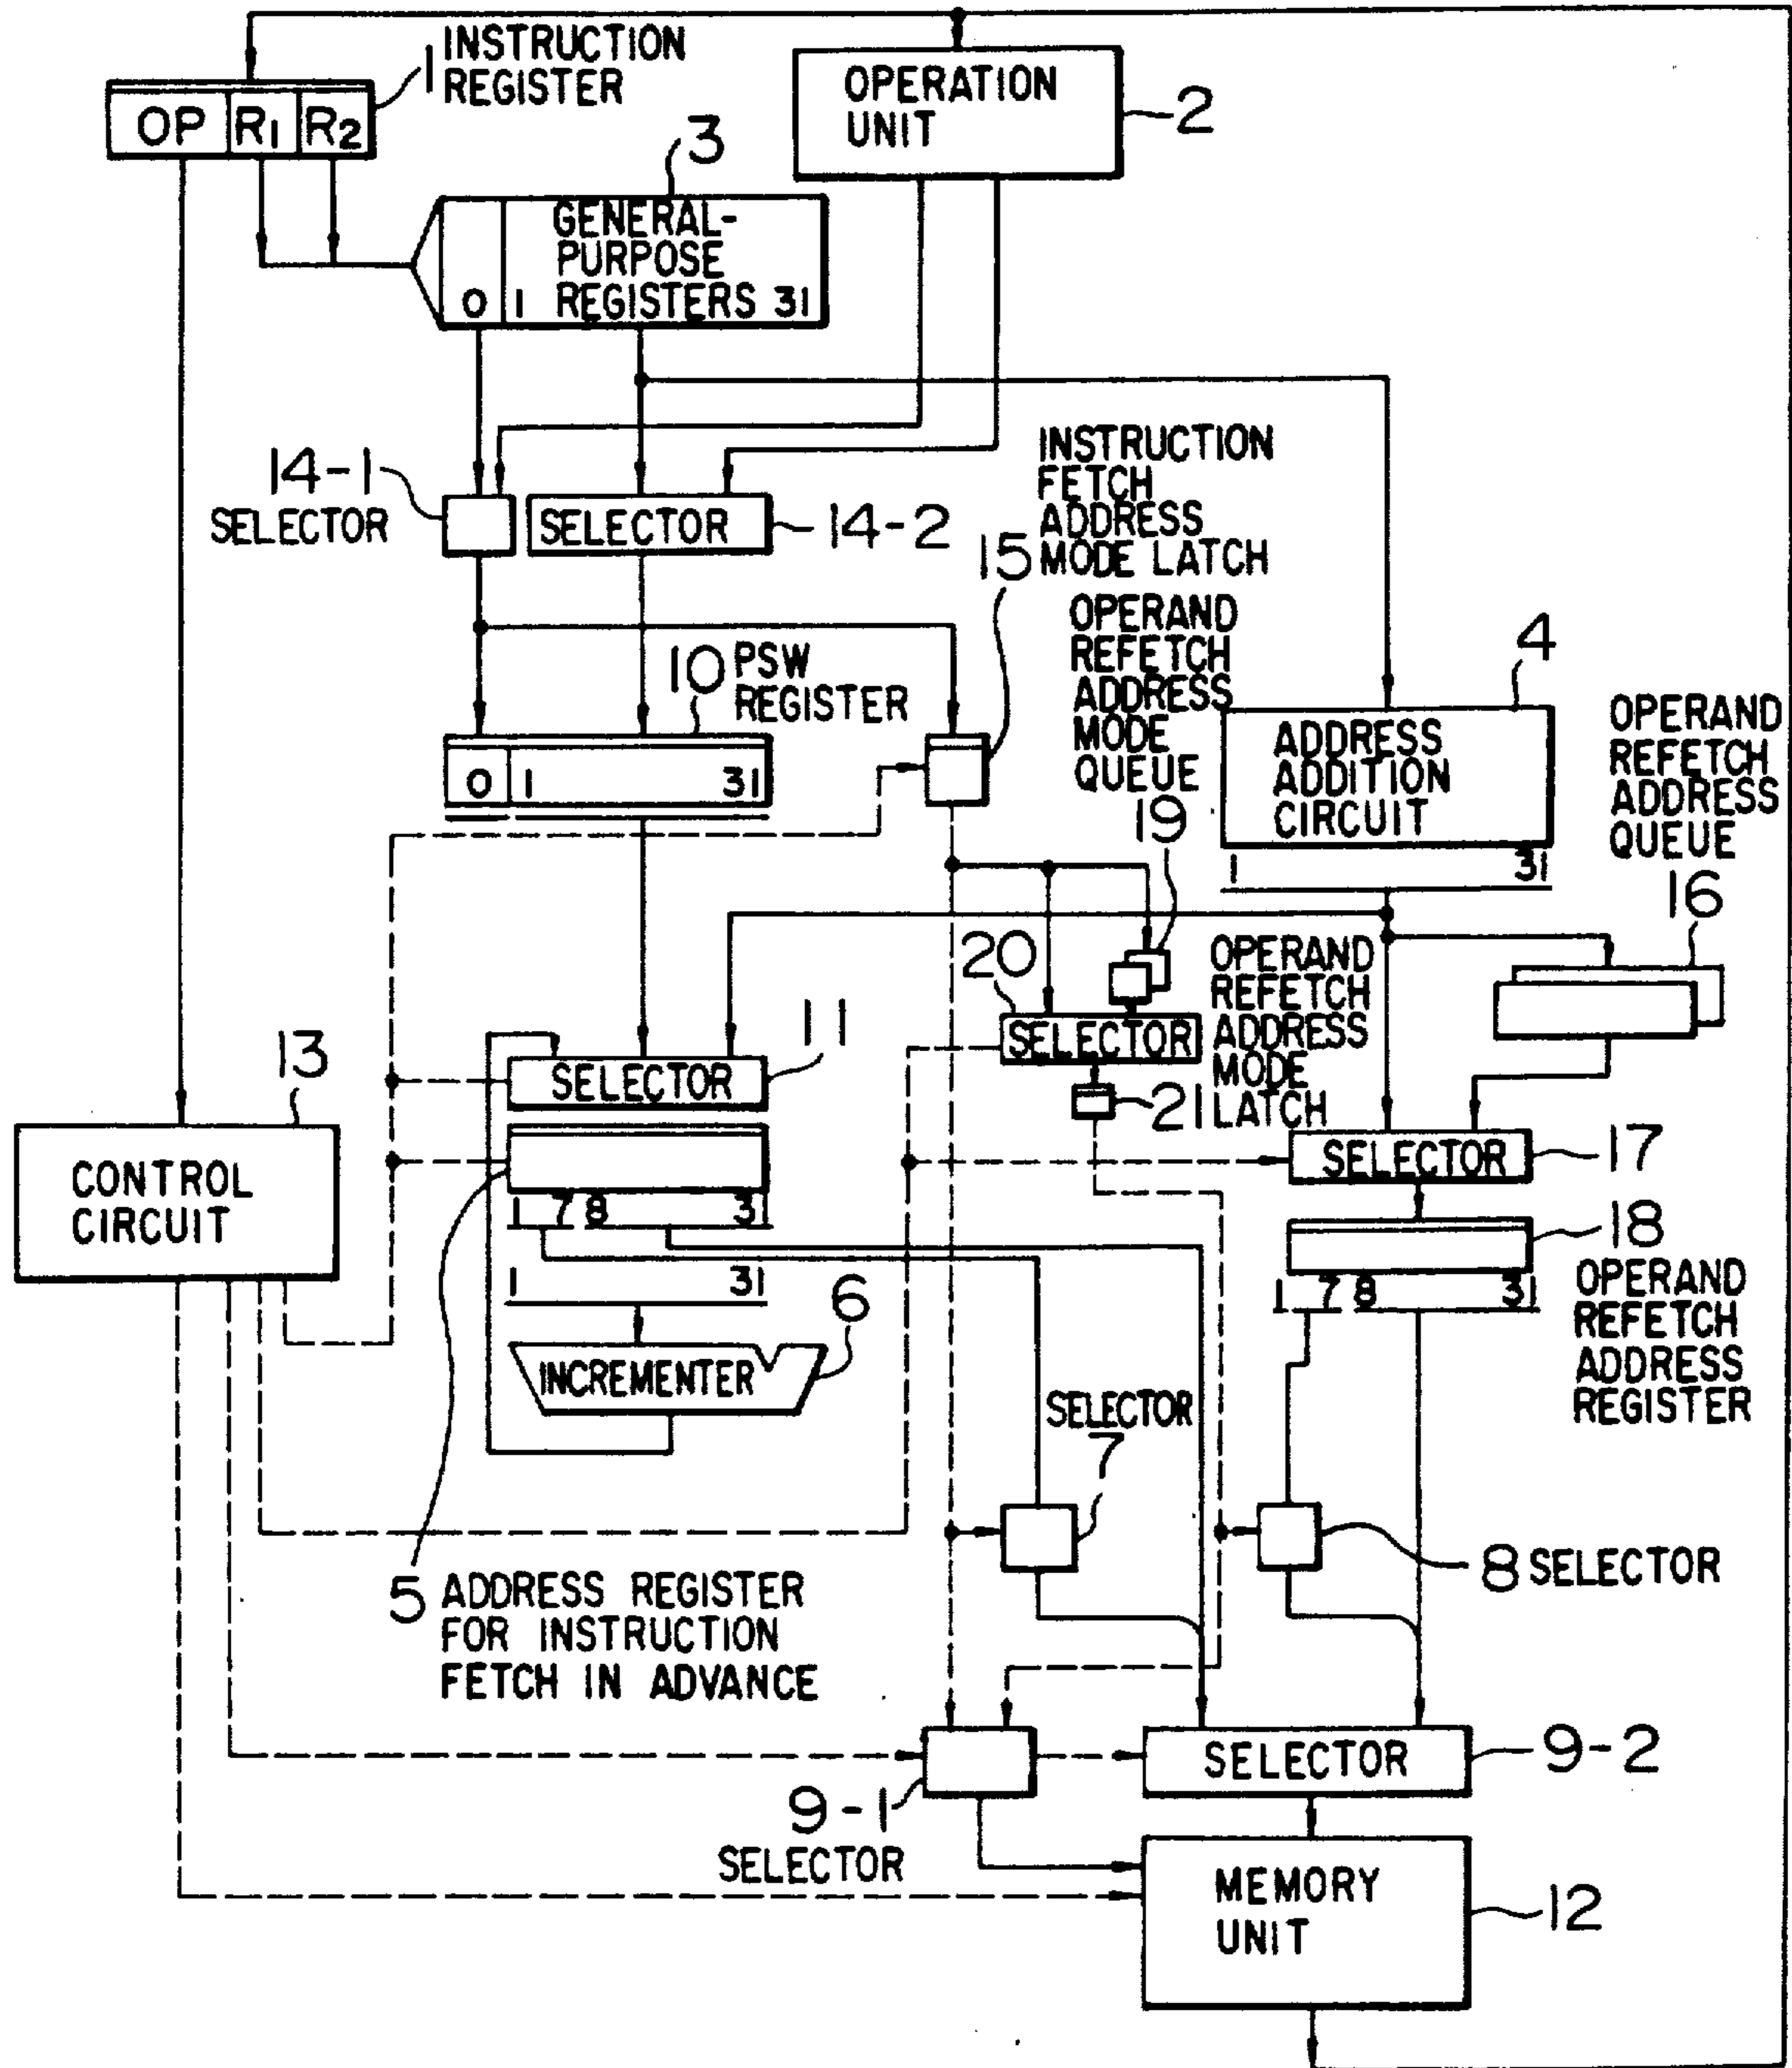 1 INSTRUCTION
REGISTER
OP R1 R2
OPERATION
UNIT
2
3
GENERAL-
PURPOSE
0 1 REGISTERS 31
14-1
SELECTOR
SELECTOR
14-2
INSTRUCTION
FETCH
ADDRESS
15 MODE LATCH
OPERAND
REFETCH
ADDRESS
MODE
QUEUE
19
10 PSW
REGISTER
0 1 31
4
ADDRESS
ADDITION
CIRCUIT
1 31
OPERAND
REFETCH
ADDRESS
QUEUE
16
20
SELECTOR
OPERAND
REFETCH
ADDRESS
MODE
21 LATCH
11
SELECTOR
13
CONTROL
CIRCUIT
1 7 8 31
1 31
6
INCREMENTER
SELECTOR
17
18
1 7 8 31
OPERAND
REFETCH
ADDRESS
REGISTER
SELECTOR
7
8 SELECTOR
5 ADDRESS REGISTER
FOR INSTRUCTION
FETCH IN ADVANCE
9-1
SELECTOR
SELECTOR
9-2
MEMORY
UNIT
12